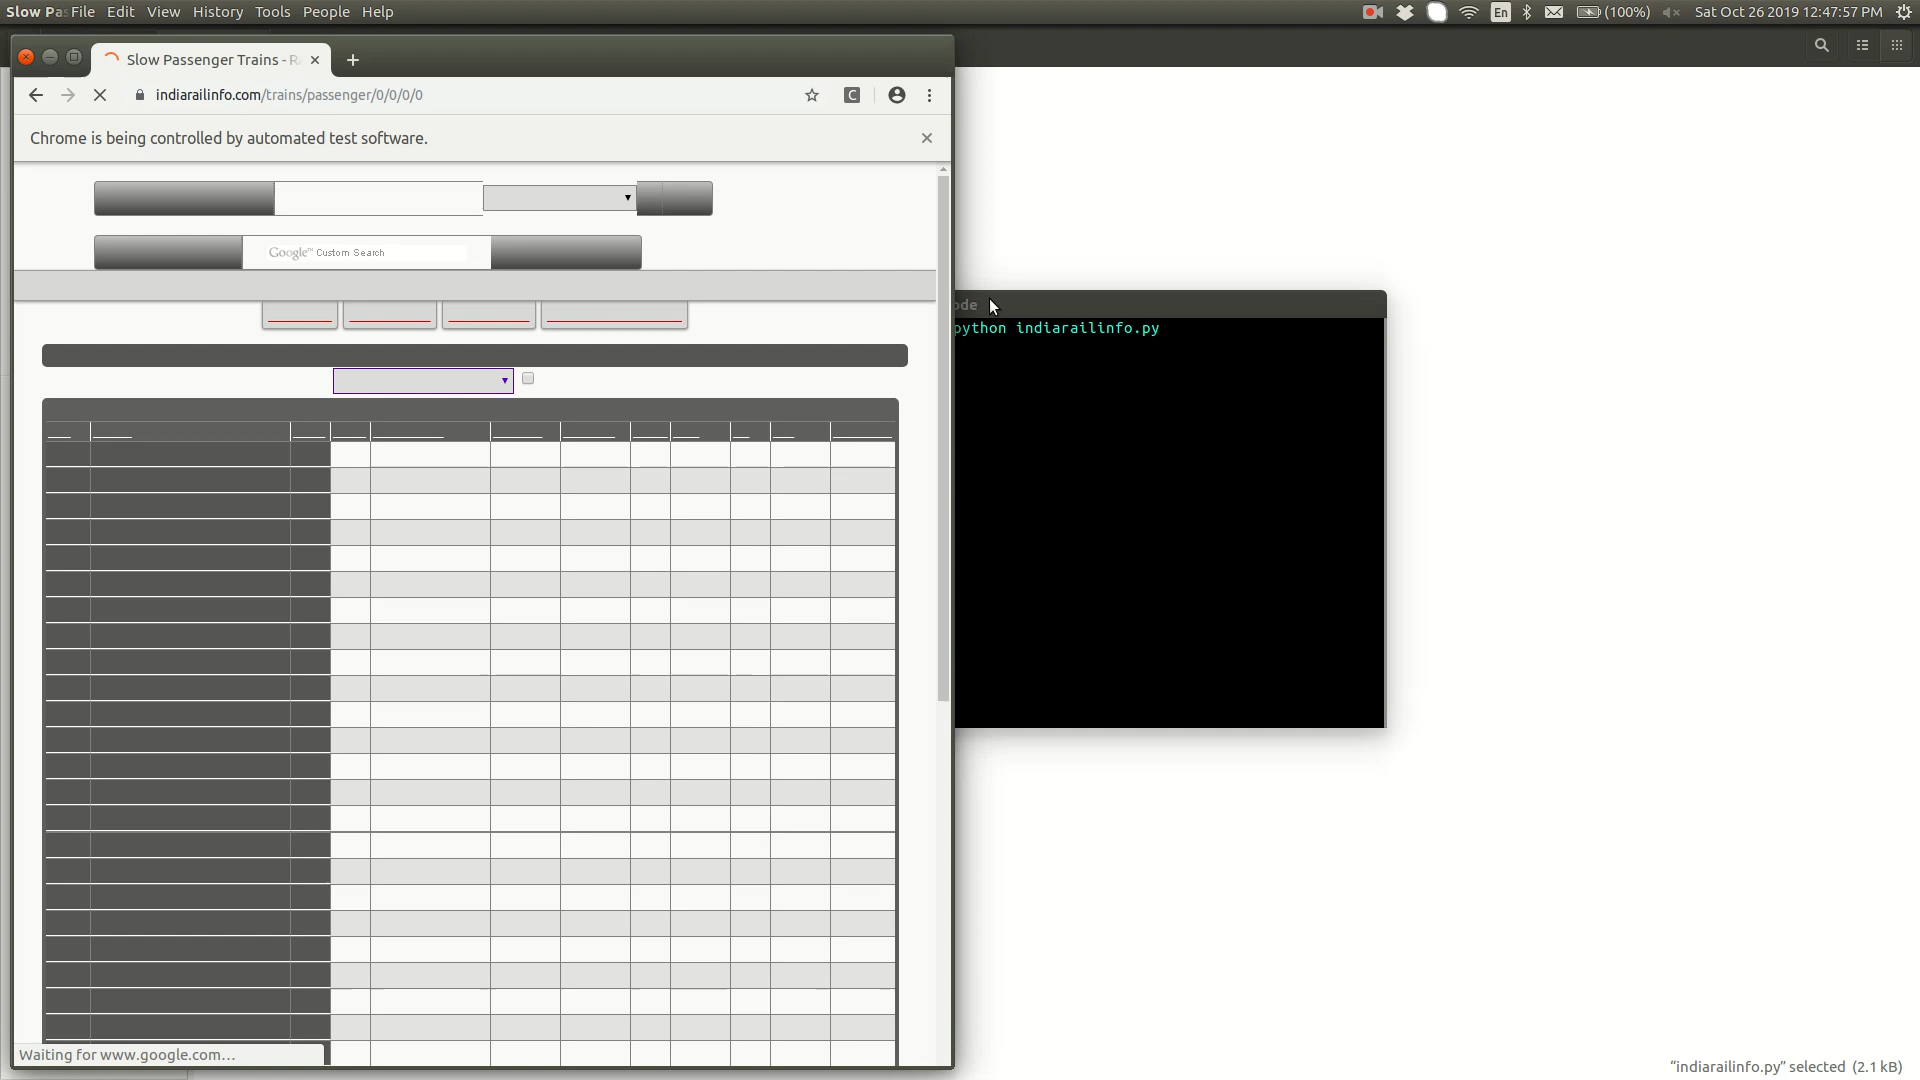 Slow Pas File Edit View History Tools People Help
En (100%) Sat Oct 26 2019 12:47:57 PM
Slow Passenger Trains - R
indiarailinfo.com/trains/passenger/0/0/0/0
C
Chrome is being controlled by automated test software.
Google™ Custom Search
ode
python indiarailinfo.py
Waiting for www.google.com…
“indiarailinfo.py” selected (2.1 kB)